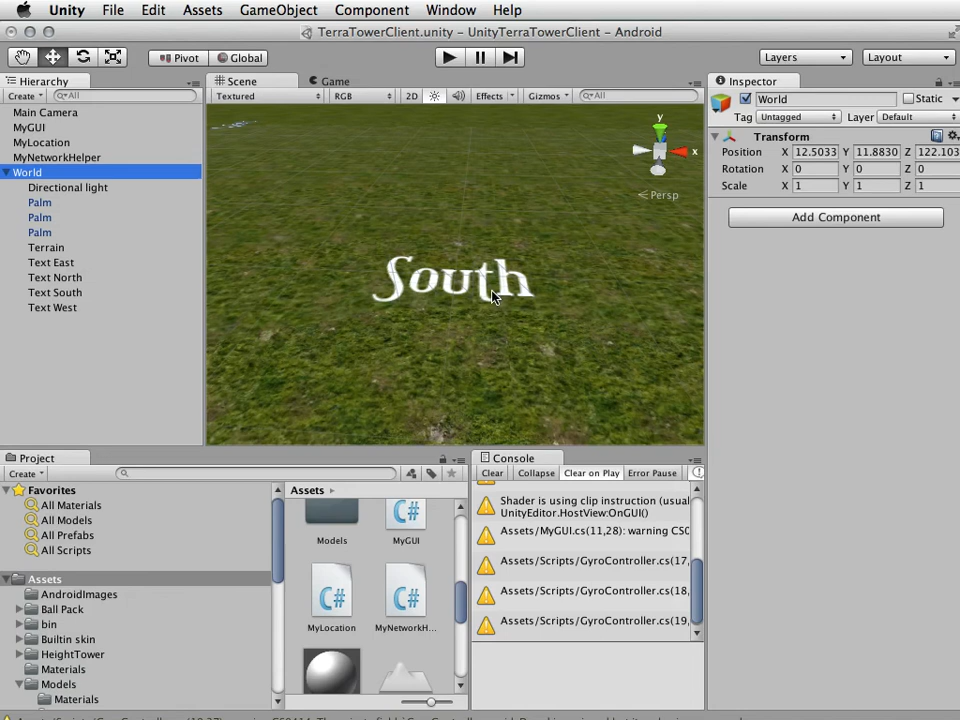 Unity File Edit Assets GameObject Component Window Help
TerraTowerClient.unity - UnityTerraTowerClient - Android
Pivot Global Layers Layout
Hierarchy
Create All
Main Camera
MyGUI
MyLocation
MyNetworkHelper
World
Directional light
Palm
Palm
Palm
Terrain
Text East
Text North
Text South
Text West
Scene Game
Textured RGB 2D Effects Gizmos All
y
x
Persp
South
Inspector
World Static
Tag Untagged Layer Default
Transform
Position X 12.5033 Y 11.8830 Z 122.103
Rotation X 0 Y 0 Z 0
Scale X 1 Y 1 Z 1
Add Component
Project
Create
Favorites
All Materials
All Models
All Prefabs
All Scripts
Assets
AndroidImages
Ball Pack
bin
Builtin skin
HeightTower
Materials
Models
Materials
Assets
C#
Models MyGUI
C# C#
MyLocation MyNetworkH...
Console
Clear Collapse Clear on Play Error Pause
Shader is using clip instruction (usual
UnityEditor.HostView:OnGUI()
Assets/MyGUI.cs(11,28): warning CS0
Assets/Scripts/GyroController.cs(17,
Assets/Scripts/GyroController.cs(18,
Assets/Scripts/GyroController.cs(19,